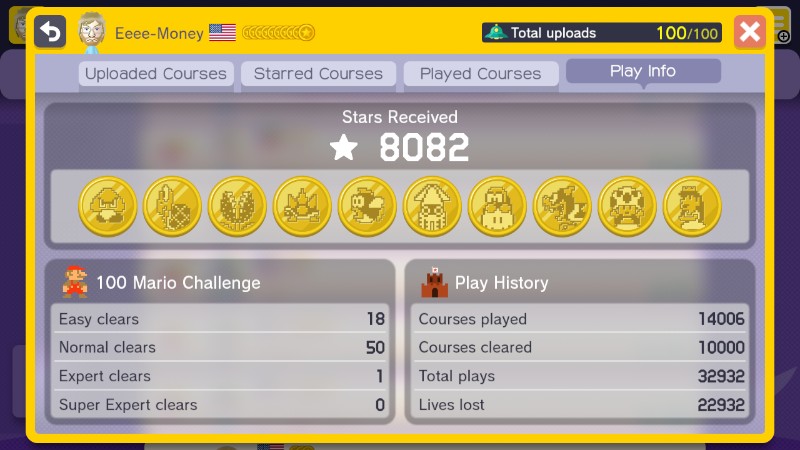 Eeee-Money
Total uploads 100/100
Uploaded Courses
Starred Courses
Played Courses
Play Info
Stars Received
8082
100 Mario Challenge
Easy clears 18
Normal clears 50
Expert clears 1
Super Expert clears 0
Play History
Courses played 14006
Courses cleared 10000
Total plays 32932
Lives lost 22932